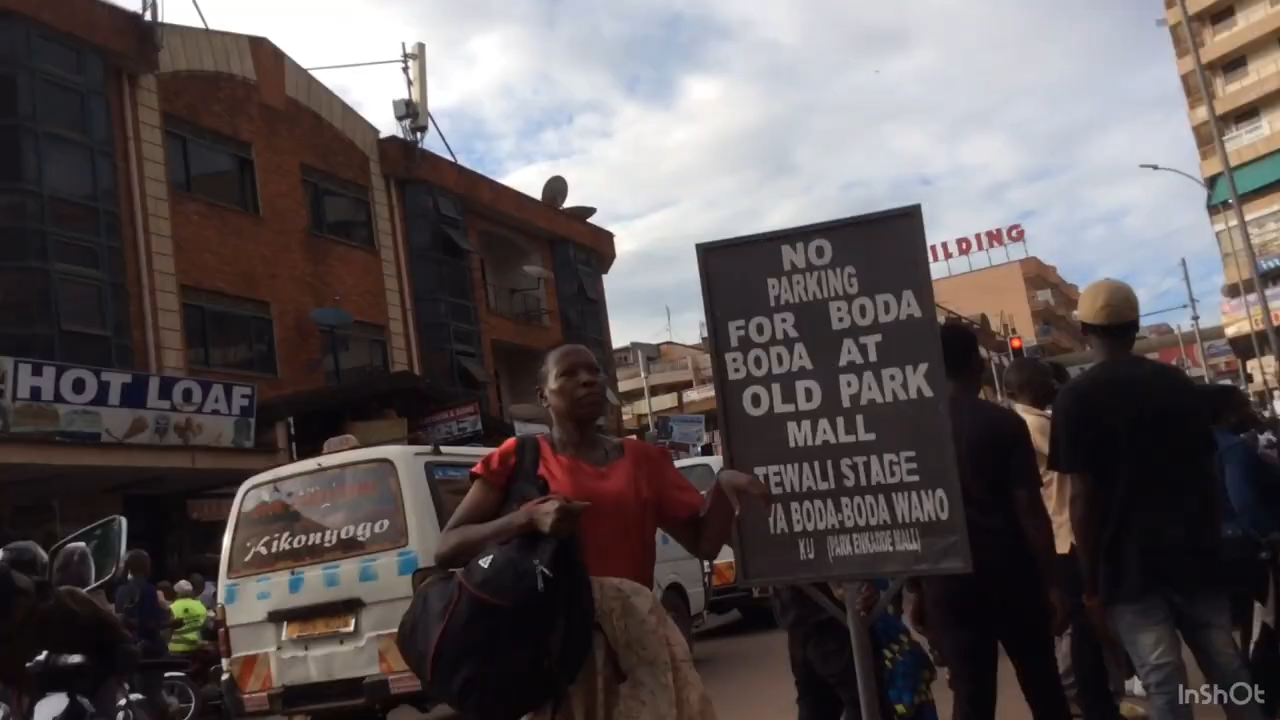 HOT LOAF
Kikonyogo
NO
PARKING
FOR BODA
BODA AT
OLD PARK
MALL
TEWALI STAGE
YA BODA-BODA WANO
KU (PARK ENKADDE MALL)
ILDING
InShOt